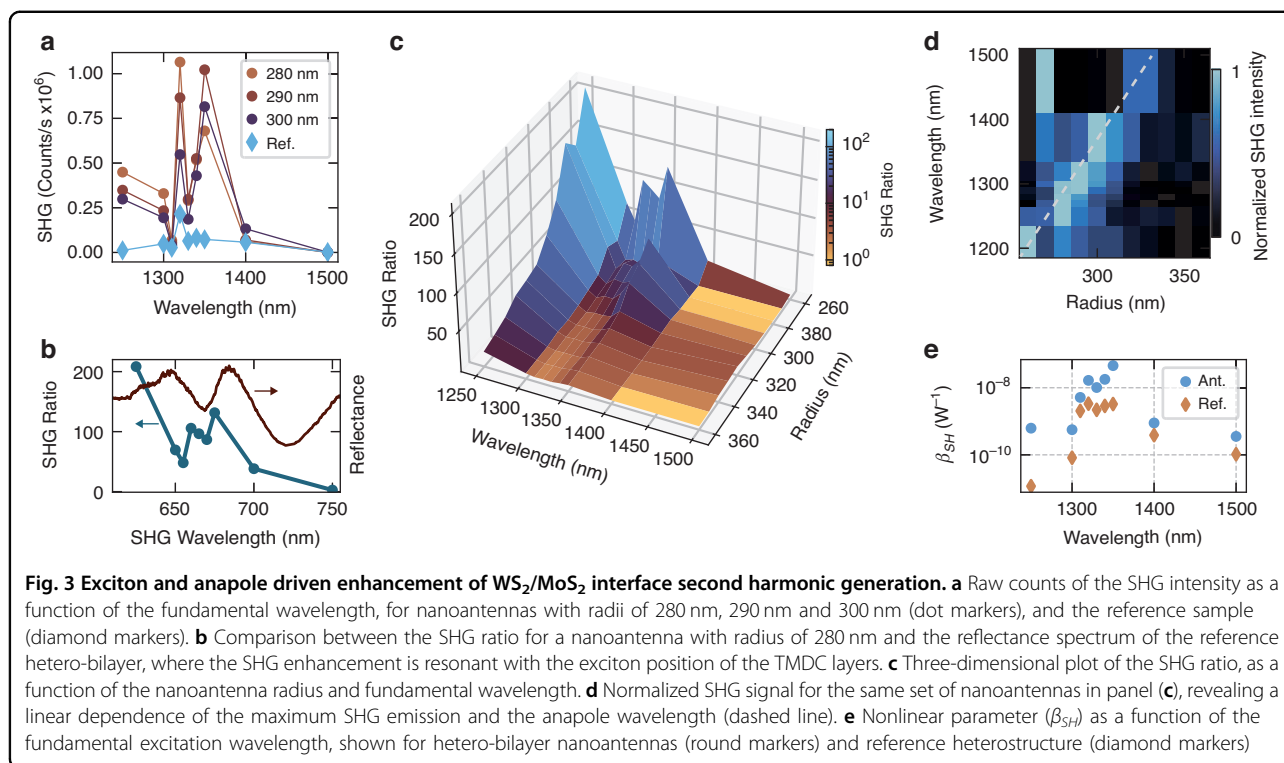 a
1.00
0.75
0.50
0.25
0.00
SHG (Counts/s x10⁶)
280 nm
290 nm
300 nm
Ref.
1300
1400
1500
Wavelength (nm)
b
200
100
0
SHG Ratio
Reflectance
650
700
750
SHG Wavelength (nm)
c
200
150
100
50
SHG Ratio
1250
1300
1350
1400
1450
1500
Wavelength (nm)
260
380
300
320
340
360
Radius (nm)
10²
10¹
10⁰
SHG Ratio
d
1500
1400
1300
1200
Wavelength (nm)
300
350
Radius (nm)
1
0
Normalized SHG intensity
e
10⁻⁸
10⁻¹⁰
β_SH (W⁻¹)
Ant.
Ref.
1300
1400
1500
Wavelength (nm)
Fig. 3 Exciton and anapole driven enhancement of WS₂/MoS₂ interface second harmonic generation. a Raw counts of the SHG intensity as a
function of the fundamental wavelength, for nanoantennas with radii of 280 nm, 290 nm and 300 nm (dot markers), and the reference sample
(diamond markers). b Comparison between the SHG ratio for a nanoantenna with radius of 280 nm and the reflectance spectrum of the reference
hetero-bilayer, where the SHG enhancement is resonant with the exciton position of the TMDC layers. c Three-dimensional plot of the SHG ratio, as a
function of the nanoantenna radius and fundamental wavelength. d Normalized SHG signal for the same set of nanoantennas in panel (c), revealing a
linear dependence of the maximum SHG emission and the anapole wavelength (dashed line). e Nonlinear parameter (β_SH) as a function of the
fundamental excitation wavelength, shown for hetero-bilayer nanoantennas (round markers) and reference heterostructure (diamond markers)